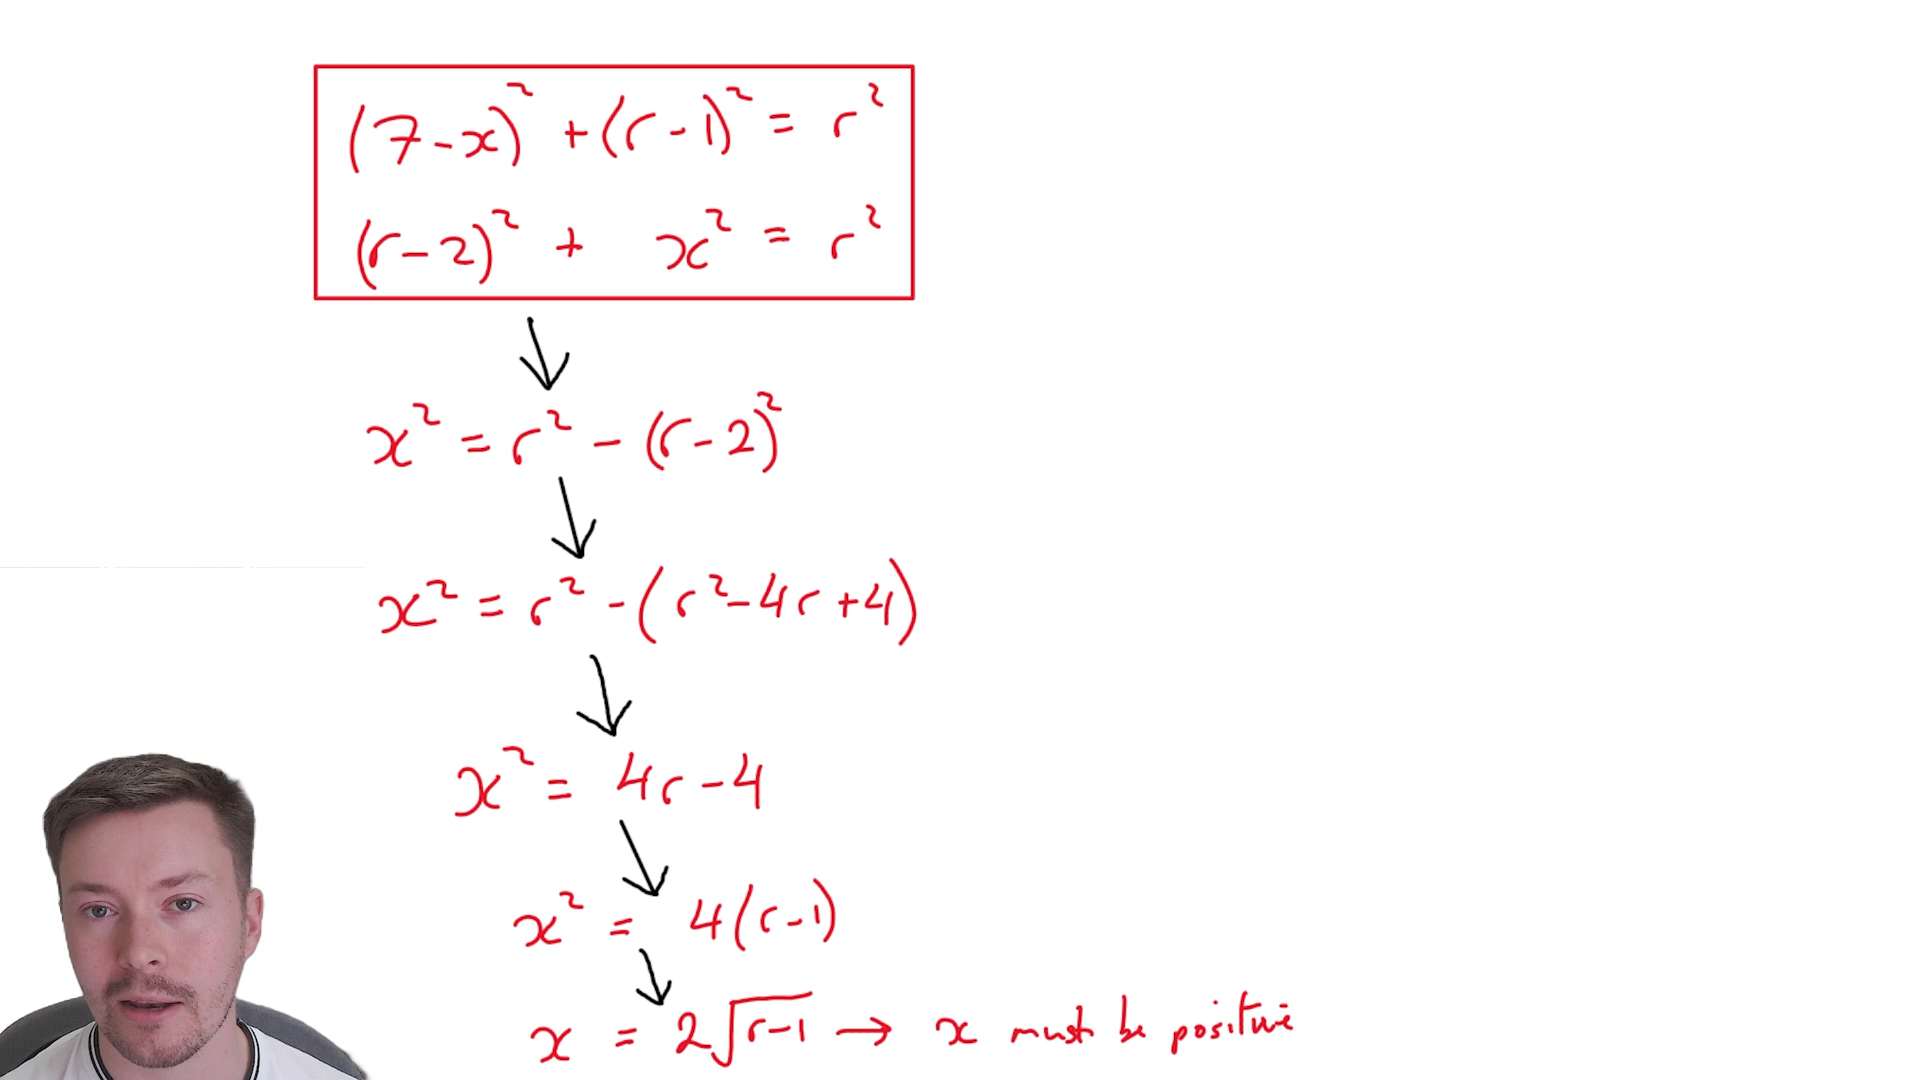 (7-x)² + (r-1)² = r²
(r-2)² + x² = r²
x² = r² - (r-2)²
x² = r² - (r²-4r+4)
x² = 4r-4
x² = 4(r-1)
x = 2√(r-1) → x must be positive